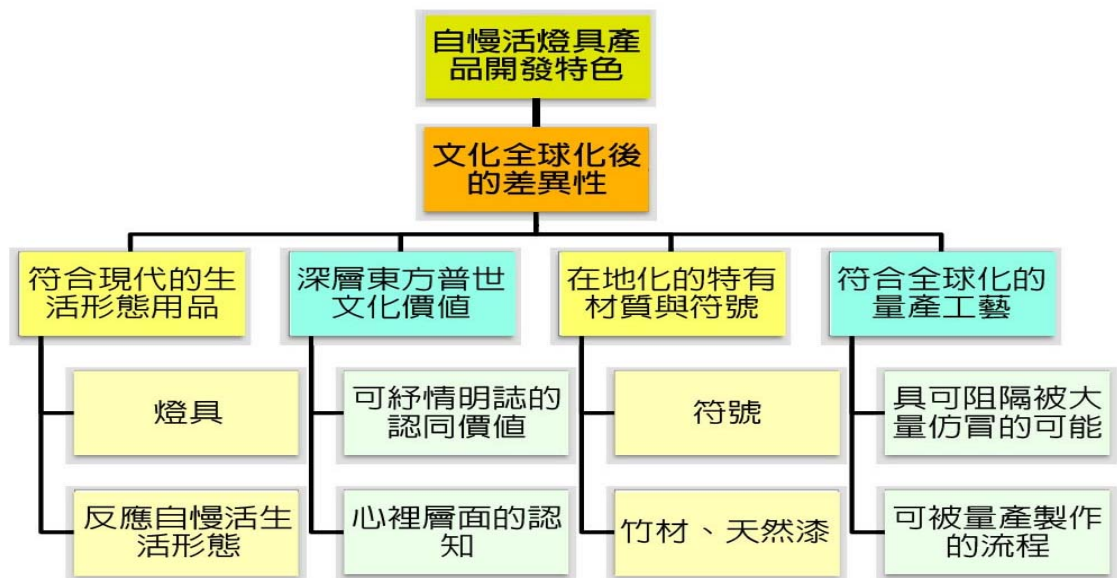 自慢活燈具產
品開發特色
文化全球化後
的差異性
符合現代的生
活形態用品
深層東方普世
文化價值
在地化的特有
材質與符號
符合全球化的
量產工藝
燈具
可紓情明誌的
認同價值
符號
具可阻隔被大
量仿冒的可能
反應自慢活生
活形態
心裡層面的認
知
竹材、天然漆
可被量產製作
的流程